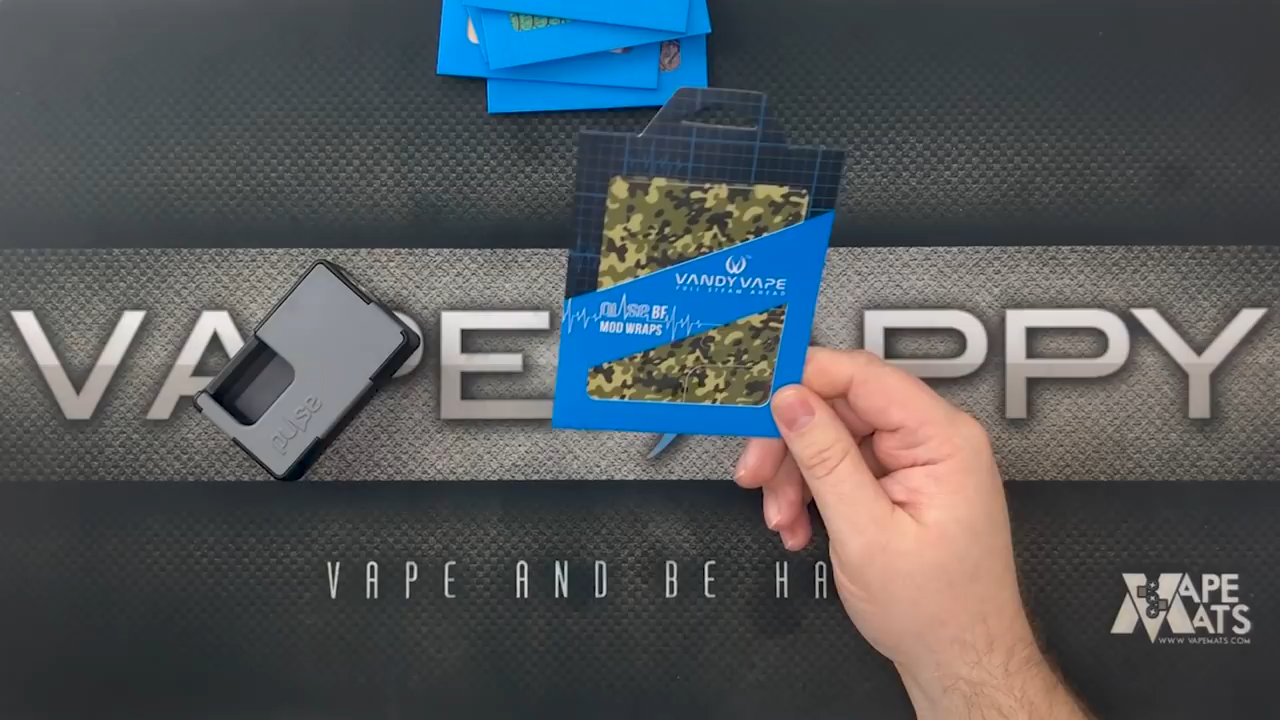 VANDY VAPE
FULL STEAM AHEAD
pulse BF
MOD WRAPS
VAPE
PPY
pulse
VAPE AND BE HA
VAPE
MATS
WWW.VAPEMATS.COM